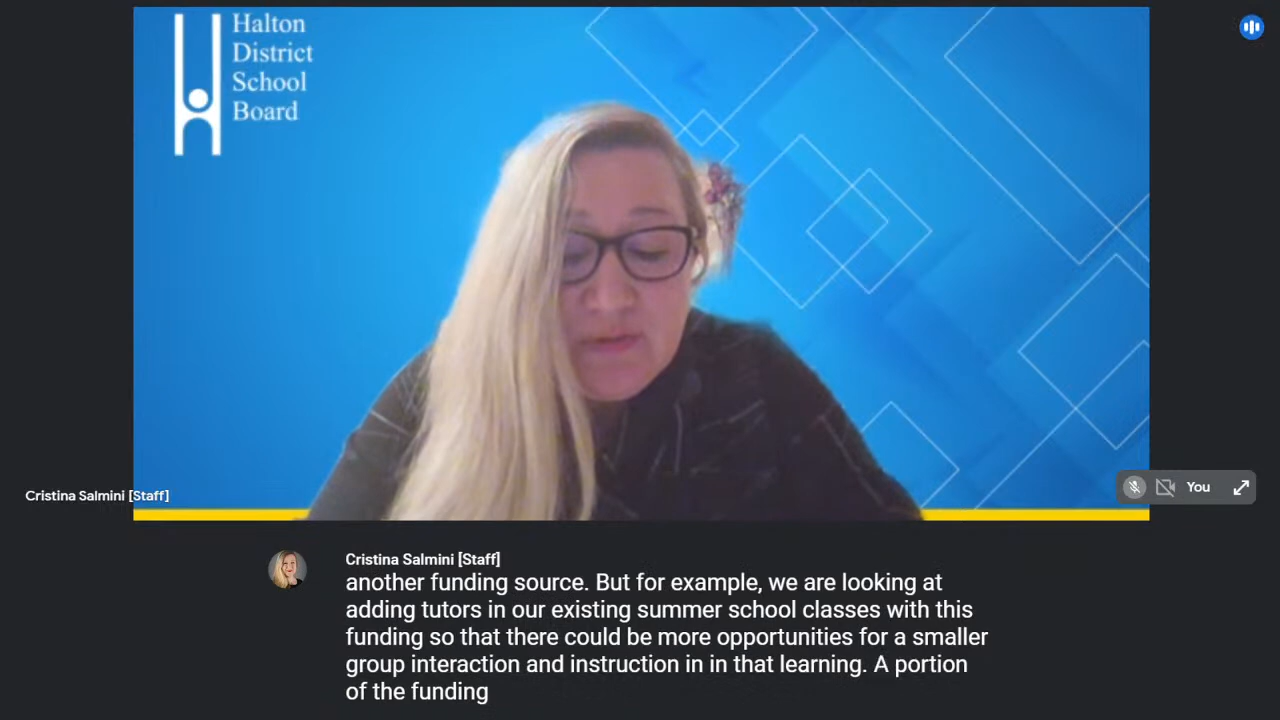 Halton
District
School
Board
Cristina Salmini [Staff]
You
Cristina Salmini [Staff]
another funding source. But for example, we are looking at
adding tutors in our existing summer school classes with this
funding so that there could be more opportunities for a smaller
group interaction and instruction in in that learning. A portion
of the funding